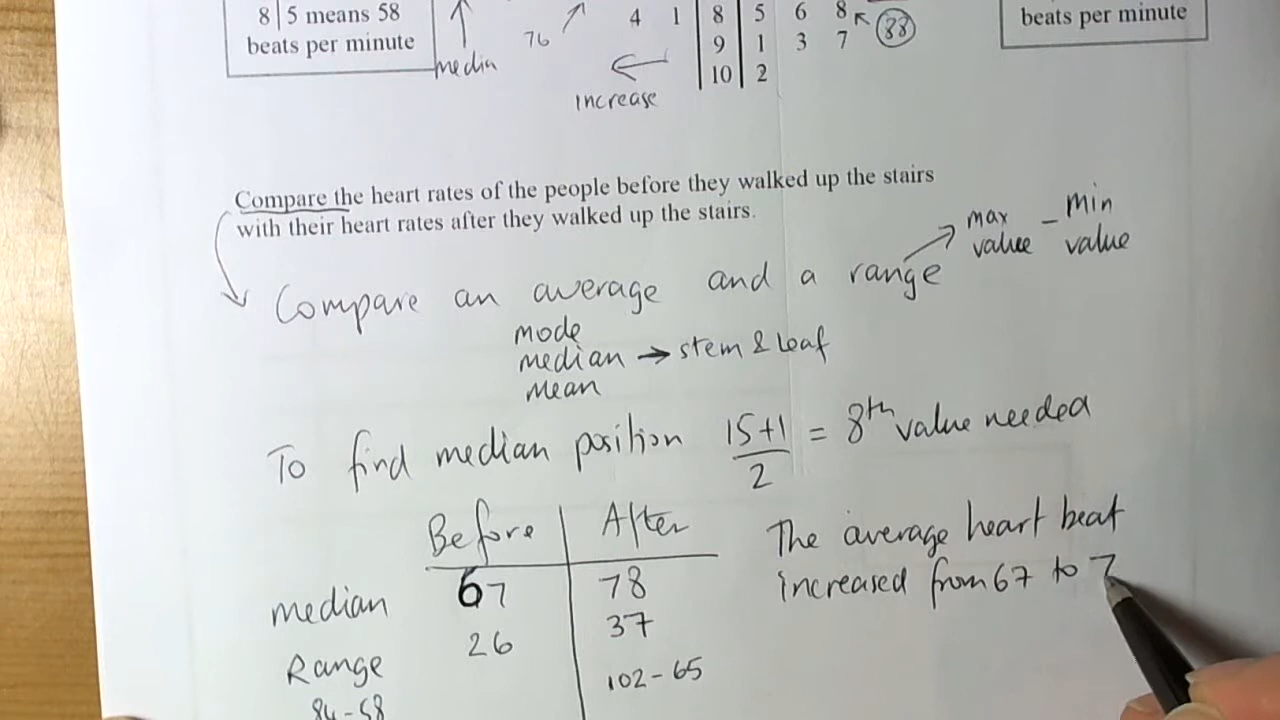 8 | 5 means 58
beats per minute
median
76
4 1 | 8 | 5 6 8
88
9 | 1 3 7
10 | 2
increase
beats per minute
Compare the heart rates of the people before they walked up the stairs
with their heart rates after they walked up the stairs.
max value - min value
Compare an average and a range
mode
median → stem & leaf
mean
To find median position 15+1/2 = 8th value needed
Before | After
median 67 78
Range 26 37
84-58 102-65
The average heart beat
increased from 67 to 7